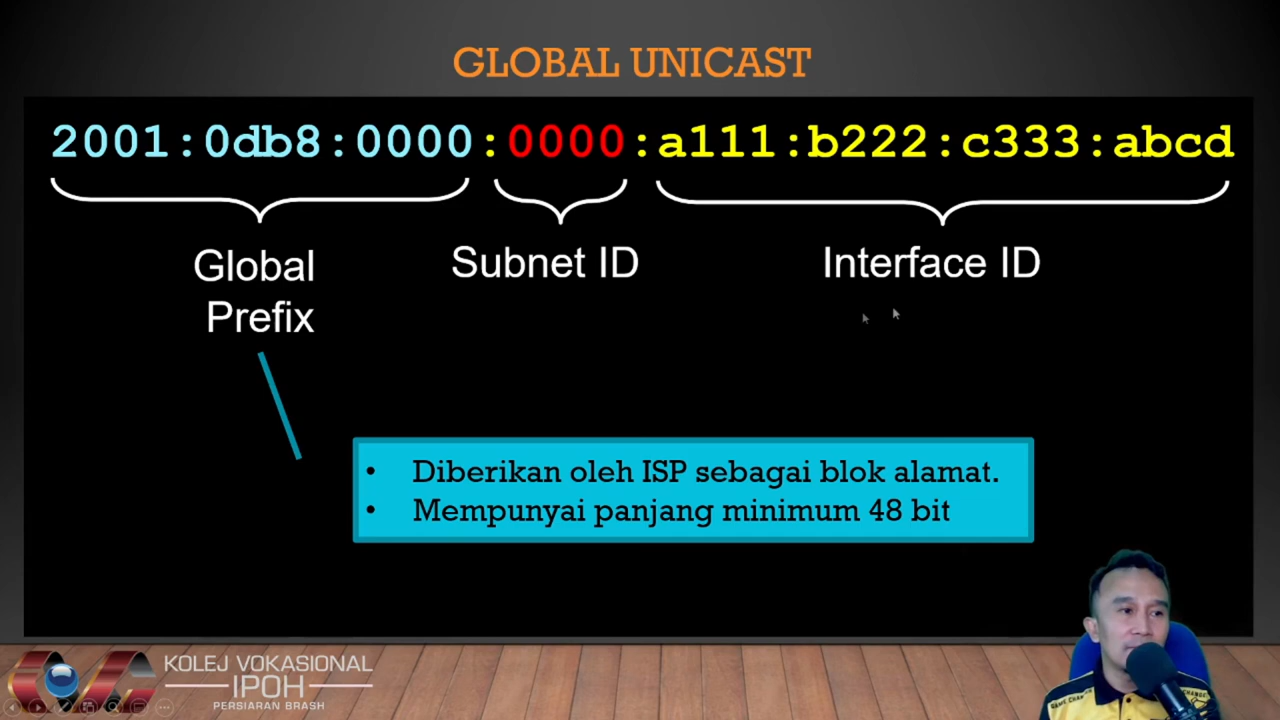 GLOBAL UNICAST
2001:0db8:0000:0000:a111:b222:c333:abcd
Global
Prefix
Subnet ID
Interface ID
• Diberikan oleh ISP sebagai blok alamat.
• Mempunyai panjang minimum 48 bit
KOLEJ VOKASIONAL
IPOH
PERSIARAN BRASH